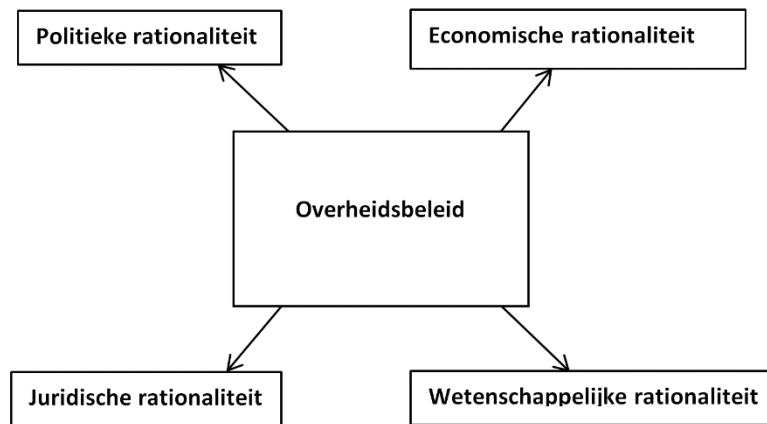 Politieke rationaliteit
Economische rationaliteit
Overheidsbeleid
Juridische rationaliteit
Wetenschappelijke rationaliteit